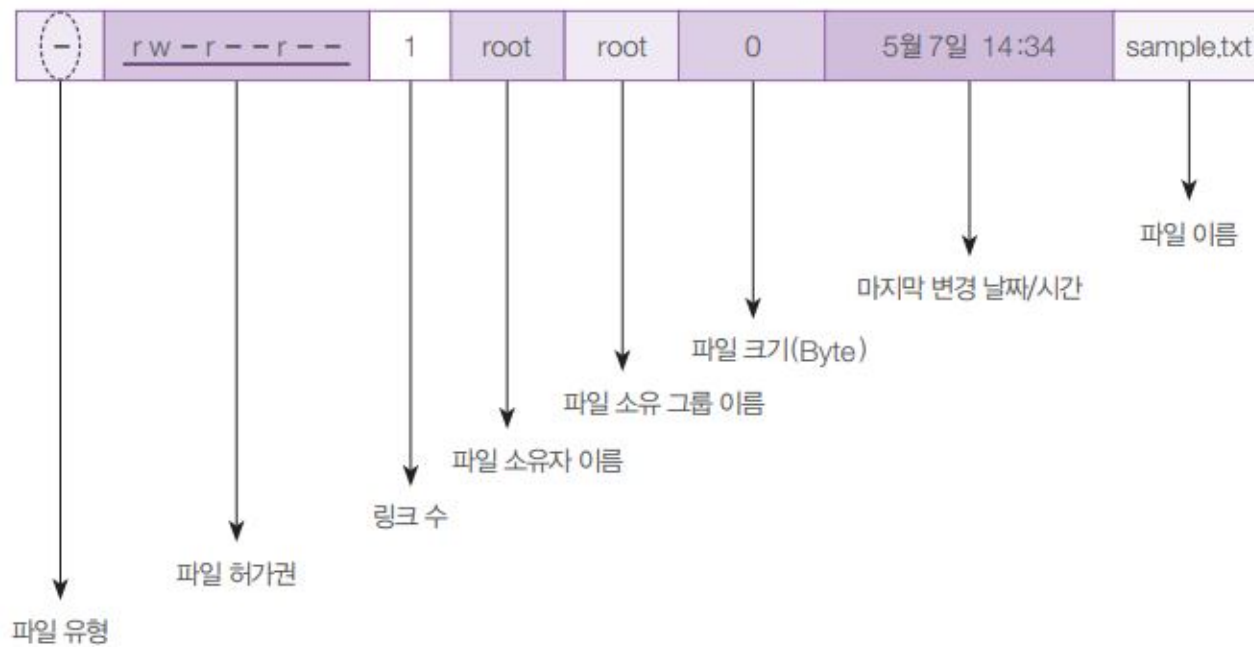 - rw-r--r-- 1 root root 0 5월 7일 14:34 sample.txt
파일 이름
마지막 변경 날짜/시간
파일 크기(Byte)
파일 소유 그룹 이름
파일 소유자 이름
링크 수
파일 허가권
파일 유형